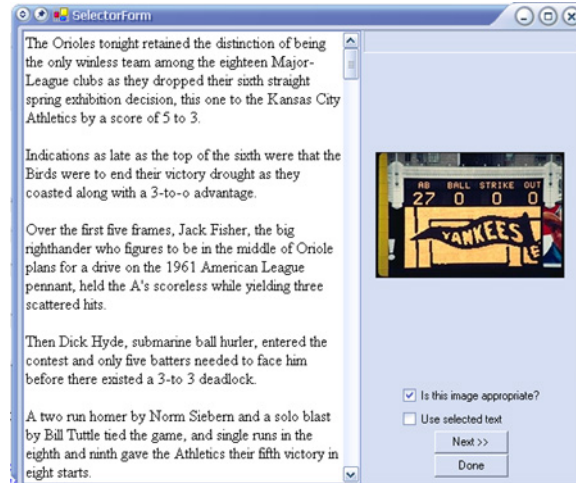 SelectorForm
The Orioles tonight retained the distinction of being
the only winless team among the eighteen Major-
League clubs as they dropped their sixth straight
spring exhibition decision, this one to the Kansas City
Athletics by a score of 5 to 3.
Indications as late as the top of the sixth were that the
Birds were to end their victory drought as they
coasted along with a 3-to-o advantage.
Over the first five frames, Jack Fisher, the big
righthander who figures to be in the middle of Oriole
plans for a drive on the 1961 American League
pennant, held the A's scoreless while yielding three
scattered hits.
Then Dick Hyde, submarine ball hurler, entered the
contest and only five batters needed to face him
before there existed a 3-to 3 deadlock.
A two run homer by Norm Siebern and a solo blast
by Bill Tuttle tied the game, and single runs in the
eighth and ninth gave the Athletics their fifth victory in
eight starts.
AB BALL STRIKE OUT
27 0 0 0
YANKEES
LE
Is this image appropriate?
Use selected text
Next >>
Done